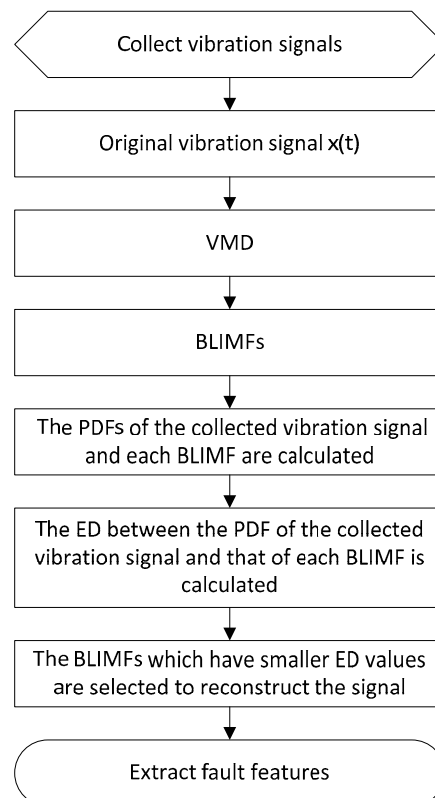 Collect vibration signals
Original vibration signal x(t)
VMD
BLIMFs
The PDFs of the collected vibration signal
and each BLIMF are calculated
The ED between the PDF of the collected
vibration signal and that of each BLIMF is
calculated
The BLIMFs which have smaller ED values
are selected to reconstruct the signal
Extract fault features